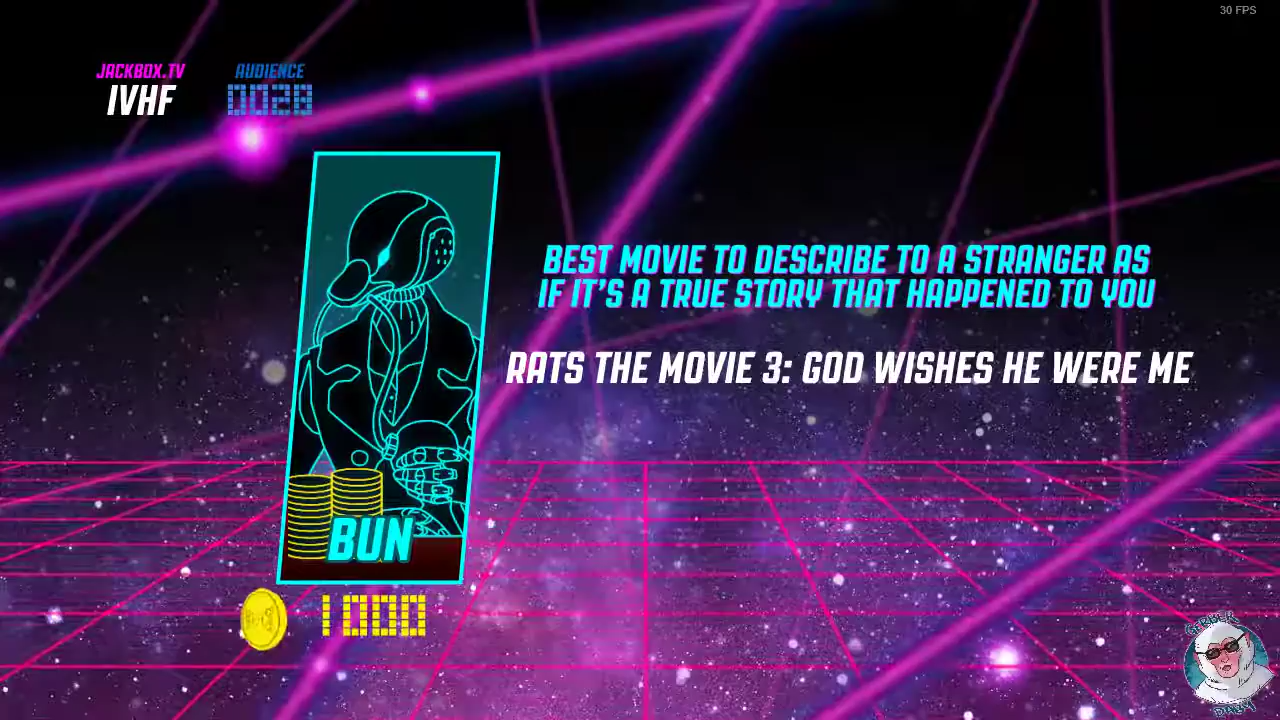 30 FPS
JACKBOX.TV
IVHF
AUDIENCE
0028
BEST MOVIE TO DESCRIBE TO A STRANGER AS
IF IT'S A TRUE STORY THAT HAPPENED TO YOU
RATS THE MOVIE 3: GOD WISHES HE WERE ME
BUN
1000